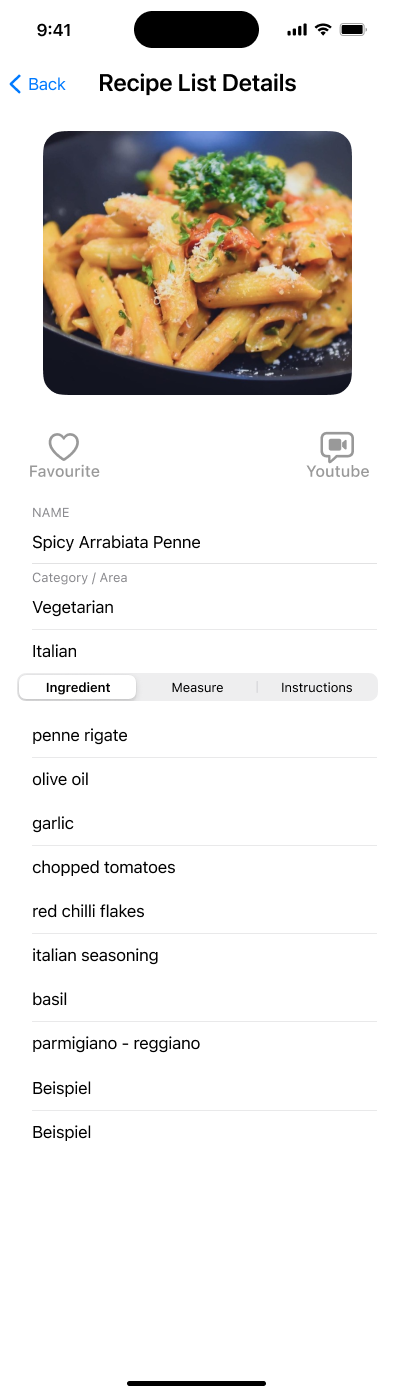 9:41
Back
Recipe List Details
Favourite
Youtube
NAME
Spicy Arrabiata Penne
Category / Area
Vegetarian
Italian
Ingredient Measure Instructions
penne rigate
olive oil
garlic
chopped tomatoes
red chilli flakes
italian seasoning
basil
parmigiano - reggiano
Beispiel
Beispiel